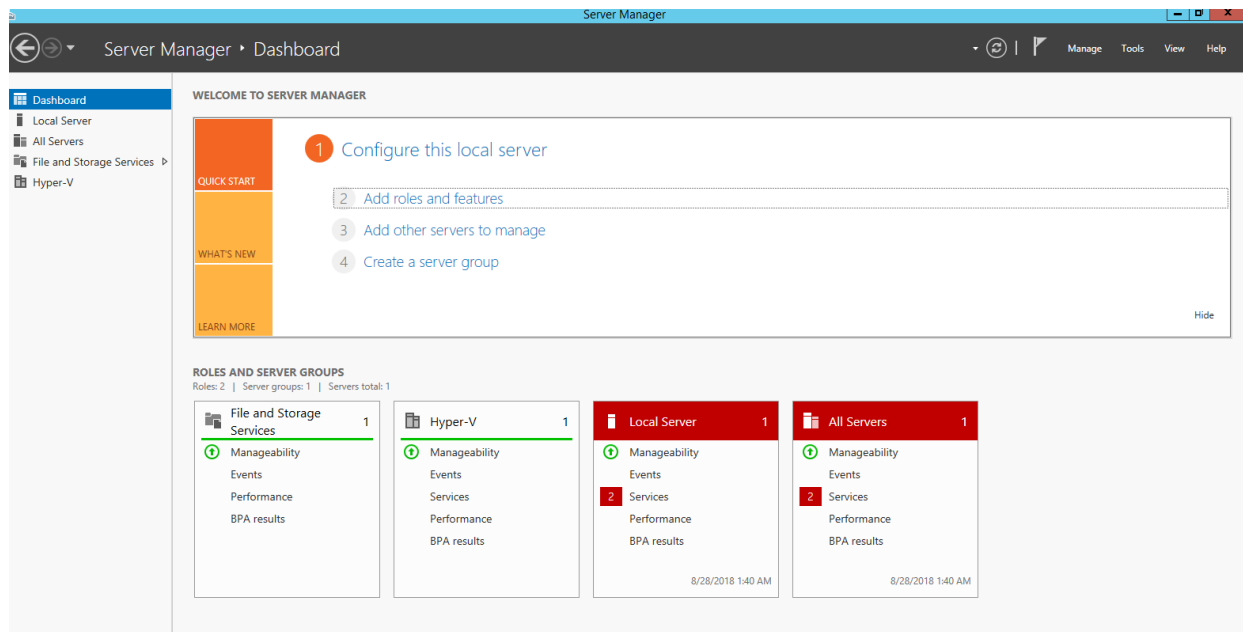 Server Manager
Server Manager • Dashboard
Manage Tools View Help
Dashboard
Local Server
All Servers
File and Storage Services
Hyper-V
WELCOME TO SERVER MANAGER
QUICK START
WHAT'S NEW
LEARN MORE
1 Configure this local server
2 Add roles and features
3 Add other servers to manage
4 Create a server group
Hide
ROLES AND SERVER GROUPS
Roles: 2 | Server groups: 1 | Servers total: 1
File and Storage
Services 1
Manageability
Events
Performance
BPA results
Hyper-V 1
Manageability
Events
Services
Performance
BPA results
Local Server 1
Manageability
Events
2 Services
Performance
BPA results
8/28/2018 1:40 AM
All Servers 1
Manageability
Events
2 Services
Performance
BPA results
8/28/2018 1:40 AM